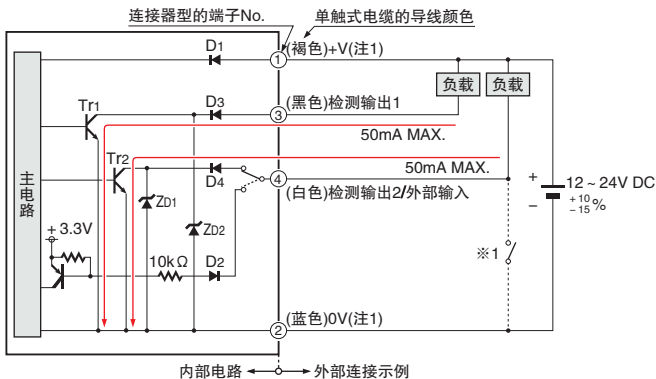 连接器型的端子No.
单触式电缆的导线颜色
D1
1
(褐色)+V(注1)
负载
负载
Tr1
D3
3
(黑色)检测输出1
50mA MAX.
Tr2
50mA MAX.
D4
4
(白色)检测输出2/外部输入
主电路
ZD1
ZD2
+3.3V
10kΩ
D2
+
−
12~24V DC
+10
−15 %
※1
2
(蓝色)0V(注1)
内部电路
外部连接示例